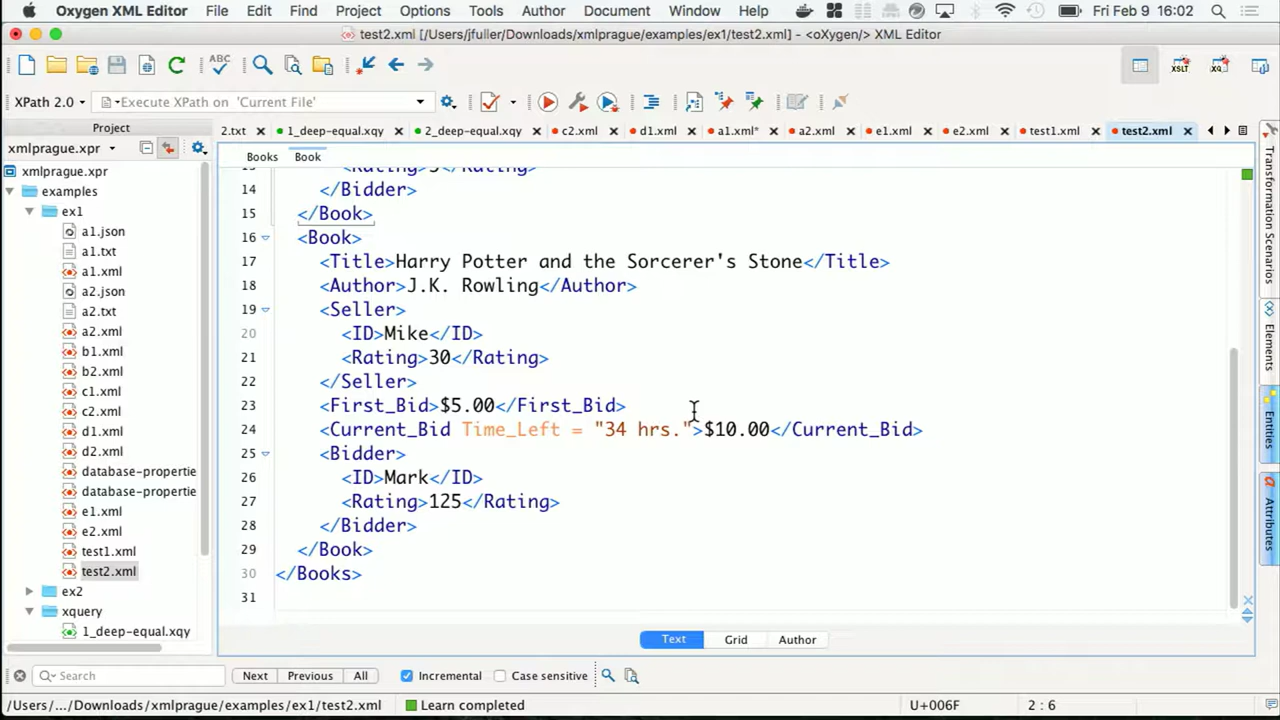 Oxygen XML Editor File Edit Find Project Options Tools Author Document Window Help Fri Feb 9 16:02
test2.xml [/Users/jfuller/Downloads/xmlprague/examples/ex1/test2.xml] - <oXygen/> XML Editor
XPath 2.0 Execute XPath on 'Current File'
Project
2.txt 1_deep-equal.xqy 2_deep-equal.xqy c2.xml d1.xml a1.xml* a2.xml e1.xml e2.xml test1.xml test2.xml
xmlprague.xpr
Books Book
xmlprague.xpr
examples
ex1
a1.json
a1.txt
a1.xml
a2.json
a2.txt
a2.xml
b1.xml
b2.xml
c1.xml
c2.xml
d1.xml
d2.xml
database-propertie
database-propertie
e1.xml
e2.xml
test1.xml
test2.xml
ex2
xquery
1_deep-equal.xqy
14 </Bidder>
15 </Book>
16 <Book>
17 <Title>Harry Potter and the Sorcerer's Stone</Title>
18 <Author>J.K. Rowling</Author>
19 <Seller>
20 <ID>Mike</ID>
21 <Rating>30</Rating>
22 </Seller>
23 <First_Bid>$5.00</First_Bid>
24 <Current_Bid Time_Left = "34 hrs.">$10.00</Current_Bid>
25 <Bidder>
26 <ID>Mark</ID>
27 <Rating>125</Rating>
28 </Bidder>
29 </Book>
30 </Books>
31
Text Grid Author
Transformation Scenarios
Elements
Entities
Attributes
Search Next Previous All Incremental Case sensitive
/Users/.../Downloads/xmlprague/examples/ex1/test2.xml Learn completed U+006F 2 : 6